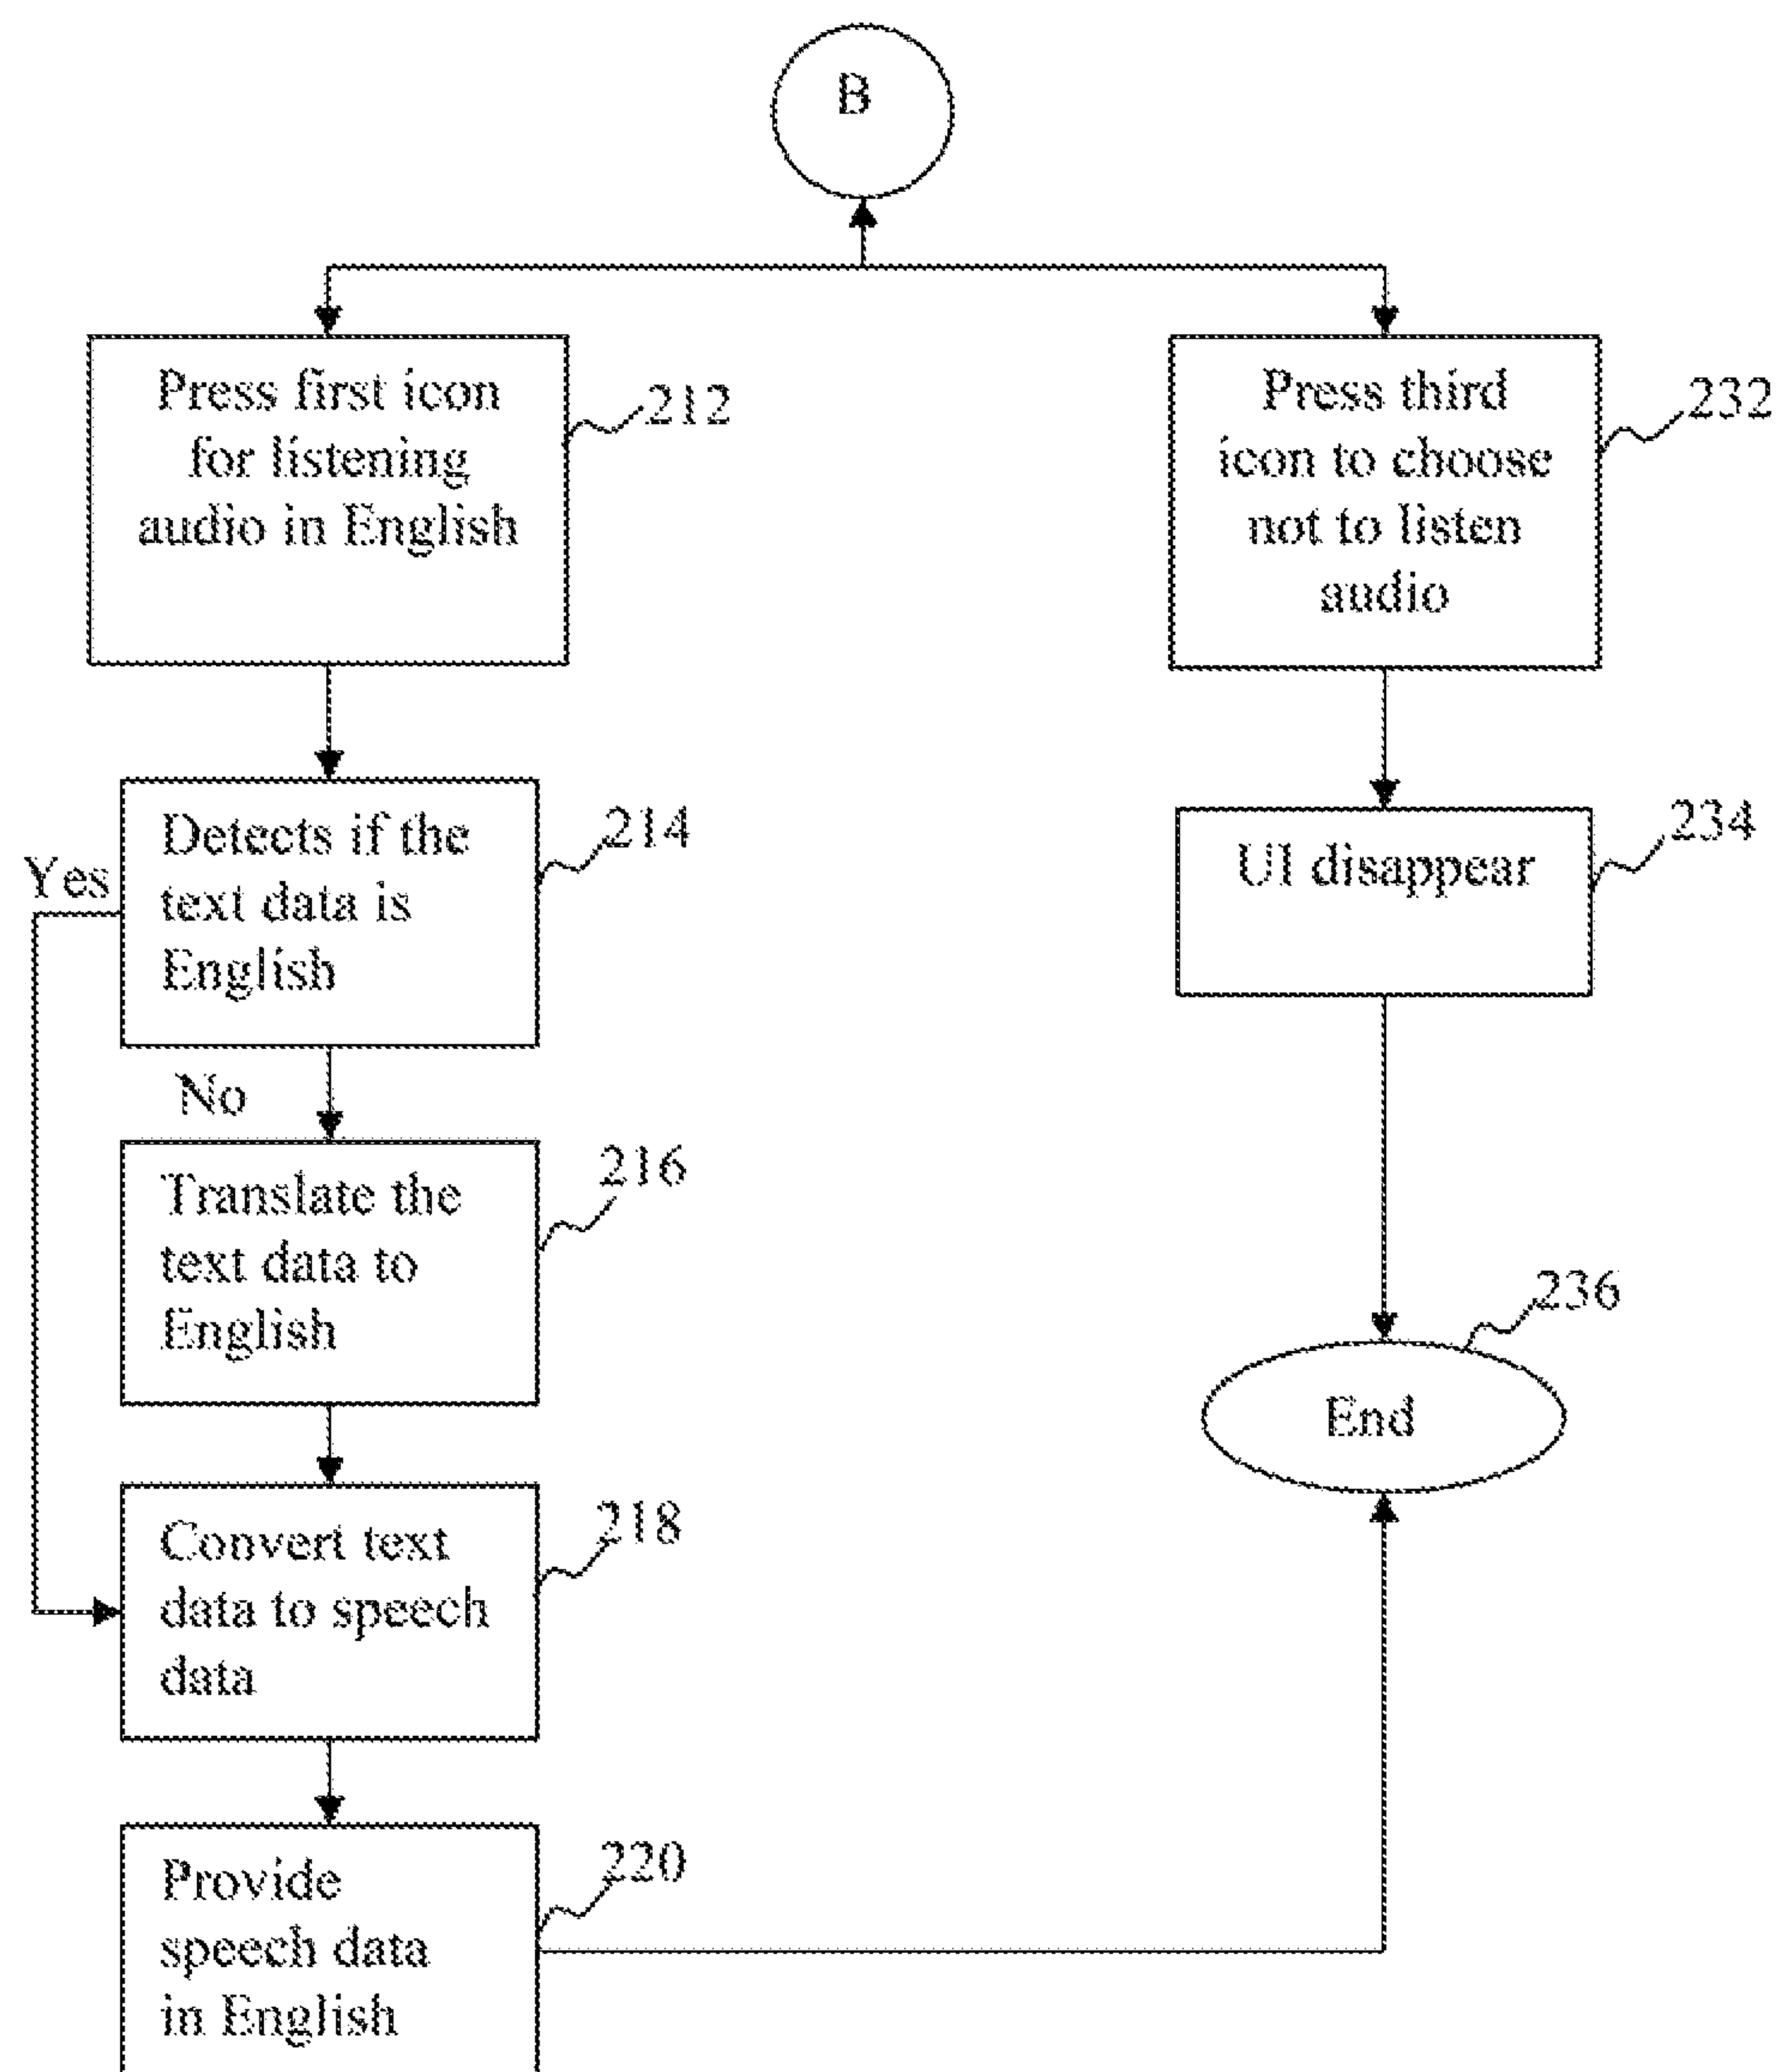 B
Press first icon
for listening
audio in English
212
Press third
icon to choose
not to listen
audio
232
Detects if the
text data is
English
214
Yes
No
UI disappear
234
Translate the
text data to
English
216
End
236
Convert text
data to speech
data
218
Provide
speech data
in English
220